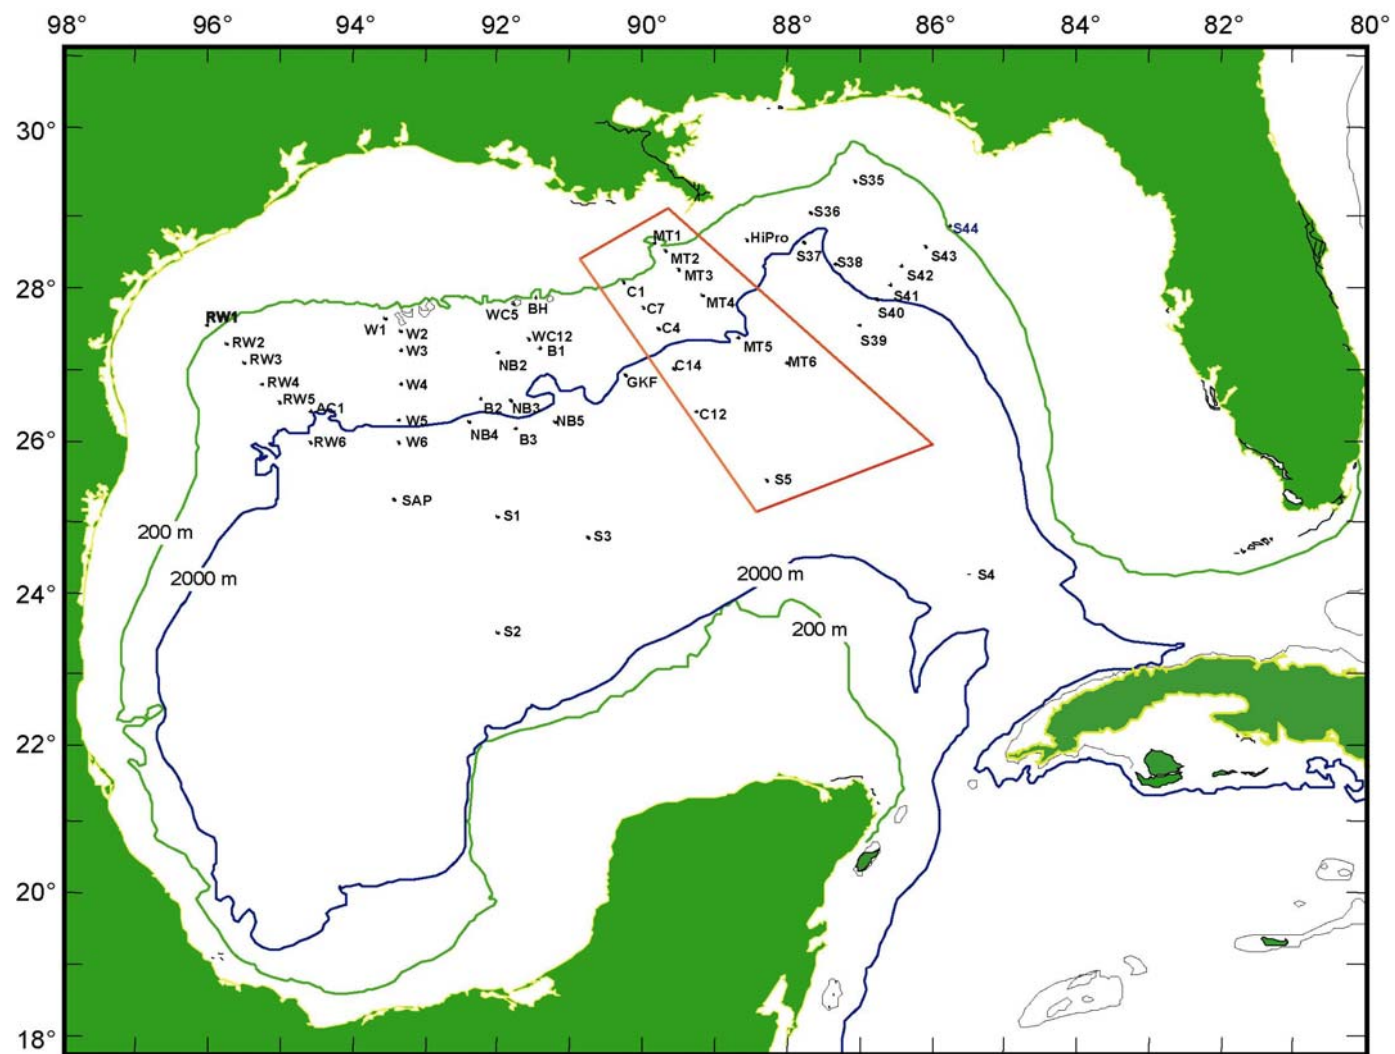 98° 96° 94° 92° 90° 88° 86° 84° 82° 80°
30°
S35
S36
S44
MT1 HiPro
S37 S38 S43
MT2
MT3 S42
28°
C1 S41
MT4
RW1 WC5 BH C7 S40
W1 W2 C4
RW2 WC12 S39
W3 B1 MT5
RW3 NB2 MT6
C14
RW4 W4 GKF
RW5 AC1 B2 NB3 C12
W5 NB5
26° RW6 W6 NB4 B3
S5
SAP
S1
200 m S3
2000 m 2000 m S4
24°
S2 200 m
22°
20°
18°